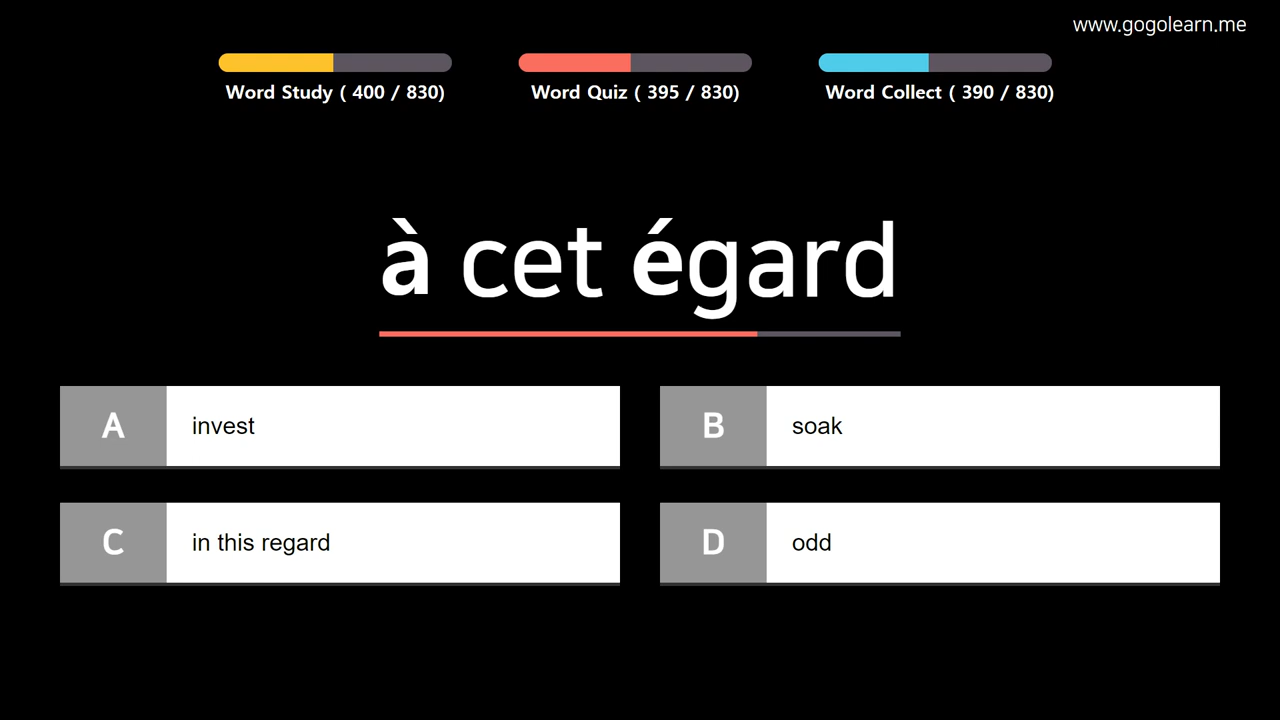 www.gogolearn.me
Word Study ( 400 / 830)
Word Quiz ( 395 / 830)
Word Collect ( 390 / 830)
à cet égard
A invest
B soak
C in this regard
D odd